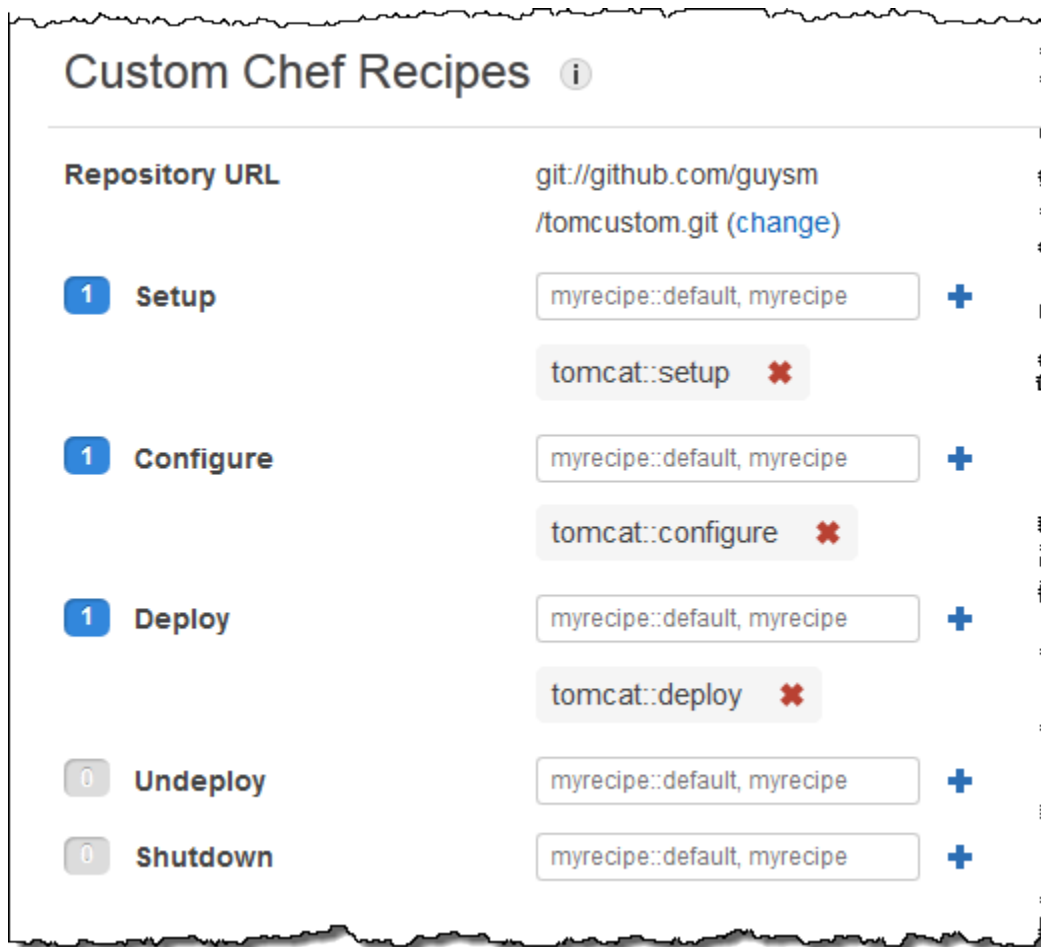 Custom Chef Recipes i
Repository URL git://github.com/guysm
/tomcustom.git (change)
1 Setup myrecipe::default, myrecipe
tomcat::setup
1 Configure myrecipe::default, myrecipe
tomcat::configure
1 Deploy myrecipe::default, myrecipe
tomcat::deploy
0 Undeploy myrecipe::default, myrecipe
0 Shutdown myrecipe::default, myrecipe